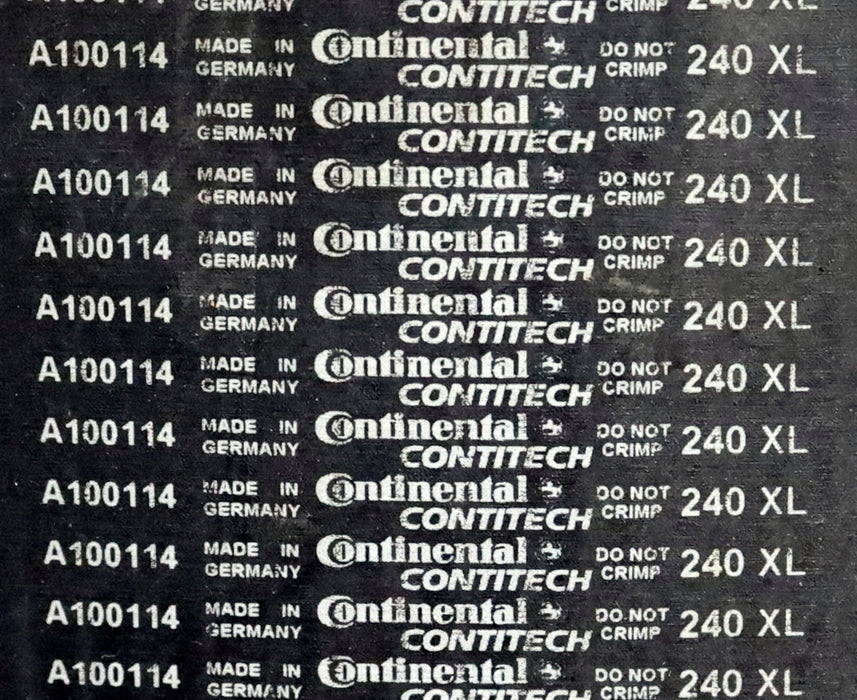 GERMANY CONTITECH CRIMP 240 XL
A100114 MADE IN GERMANY Continental CONTITECH DO NOT CRIMP 240 XL
A100114 MADE IN GERMANY Continental CONTITECH DO NOT CRIMP 240 XL
A100114 MADE IN GERMANY Continental CONTITECH DO NOT CRIMP 240 XL
A100114 MADE IN GERMANY Continental CONTITECH DO NOT CRIMP 240 XL
A100114 MADE IN GERMANY Continental CONTITECH DO NOT CRIMP 240 XL
A100114 MADE IN GERMANY Continental CONTITECH DO NOT CRIMP 240 XL
A100114 MADE IN GERMANY Continental CONTITECH DO NOT CRIMP 240 XL
A100114 MADE IN GERMANY Continental CONTITECH DO NOT CRIMP 240 XL
A100114 MADE IN GERMANY Continental CONTITECH DO NOT CRIMP 240 XL
A100114 MADE IN GERMANY Continental CONTITECH DO NOT CRIMP 240 XL
A100114 MADE IN GERMANY Continental CONTITECH DO NOT CRIMP 240 XL